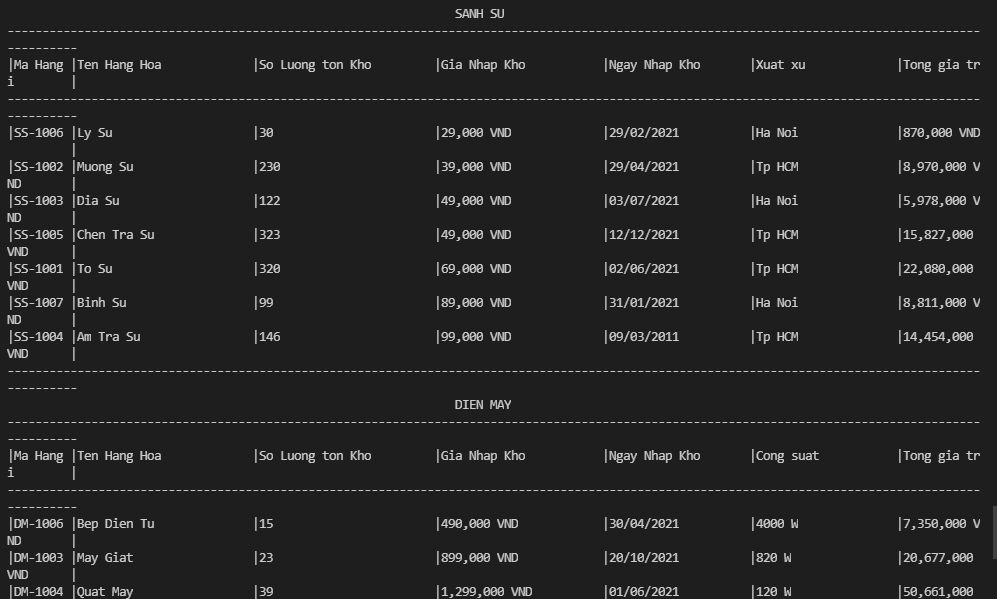 SANH SU
-------------------------------------------------------------------------------------------------------------------------------------------
----------
|Ma Hang |Ten Hang Hoa             |So Luong ton Kho         |Gia Nhap Kho           |Ngay Nhap Kho       |Xuat xu             |Tong gia tr
i        |
-------------------------------------------------------------------------------------------------------------------------------------------
----------
|SS-1006 |Ly Su                    |30                       |29,000 VND             |29/02/2021          |Ha Noi              |870,000 VND
         |
|SS-1002 |Muong Su                 |230                      |39,000 VND             |29/04/2021          |Tp HCM              |8,970,000 V
ND       |
|SS-1003 |Dia Su                   |122                      |49,000 VND             |03/07/2021          |Ha Noi              |5,978,000 V
ND       |
|SS-1005 |Chen Tra Su              |323                      |49,000 VND             |12/12/2021          |Tp HCM              |15,827,000
VND      |
|SS-1001 |To Su                    |320                      |69,000 VND             |02/06/2021          |Tp HCM              |22,080,000
VND      |
|SS-1007 |Binh Su                  |99                       |89,000 VND             |31/01/2021          |Ha Noi              |8,811,000 V
ND       |
|SS-1004 |Am Tra Su                |146                      |99,000 VND             |09/03/2011          |Tp HCM              |14,454,000
VND      |
-------------------------------------------------------------------------------------------------------------------------------------------
----------
DIEN MAY
-------------------------------------------------------------------------------------------------------------------------------------------
----------
|Ma Hang |Ten Hang Hoa             |So Luong ton Kho         |Gia Nhap Kho           |Ngay Nhap Kho       |Cong suat           |Tong gia tr
i        |
-------------------------------------------------------------------------------------------------------------------------------------------
----------
|DM-1006 |Bep Dien Tu              |15                       |490,000 VND            |30/04/2021          |4000 W              |7,350,000 V
ND       |
|DM-1003 |May Giat                 |23                       |899,000 VND            |20/10/2021          |820 W               |20,677,000
VND      |
|DM-1004 |Quat May                 |39                       |1,299,000 VND          |01/06/2021          |120 W               |50,661,000